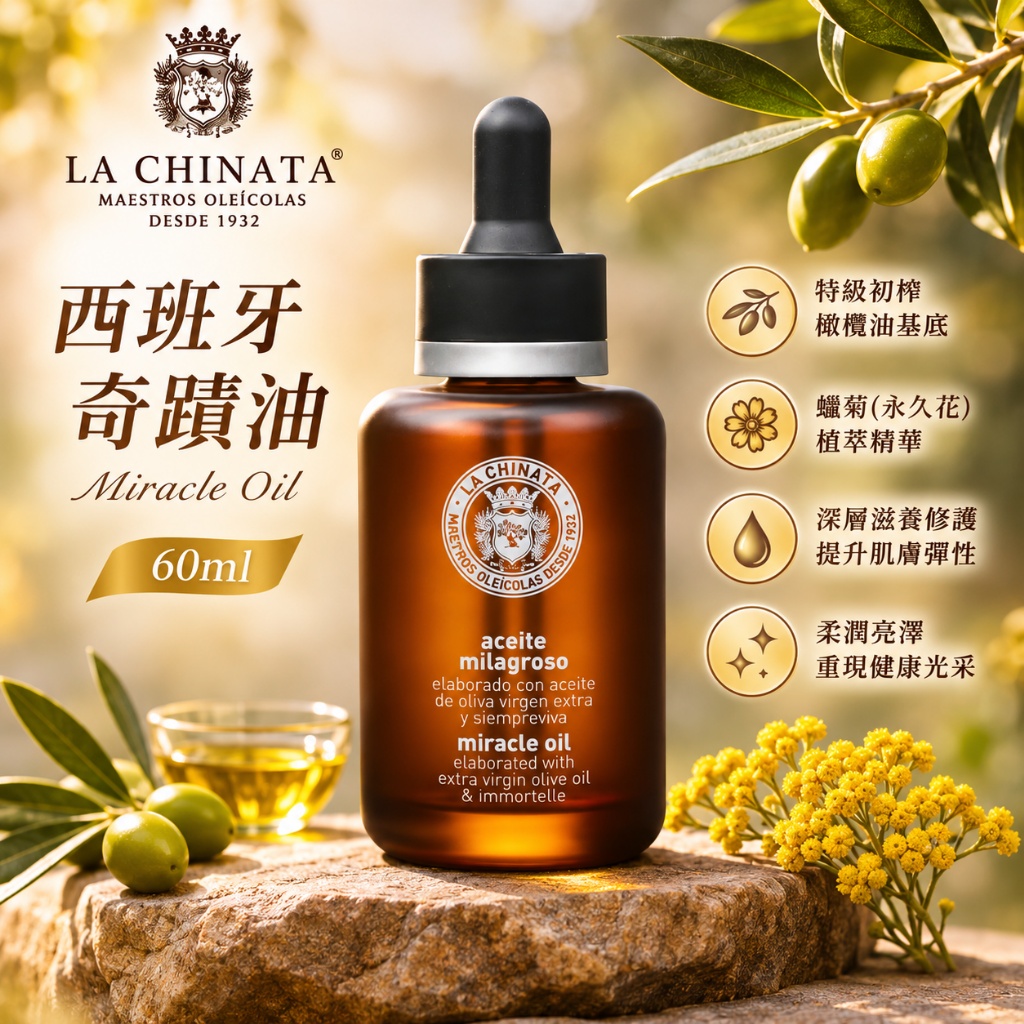 LA CHINATA®
MAESTROS OLEÍCOLAS
DESDE 1932
西班牙
奇蹟油
Miracle Oil
60ml
LA CHINATA
MAETROS OLEÍCOLAS DESDE 1932
aceite
milagroso
elaborado con aceite
de oliva virgen extra
y siempreviva
miracle oil
elaborated with
extra virgin olive oil
& immortelle
特級初榨
橄欖油基底
蠟菊(永久花)
植萃精華
深層滋養修護
提升肌膚彈性
柔潤亮澤
重現健康光采